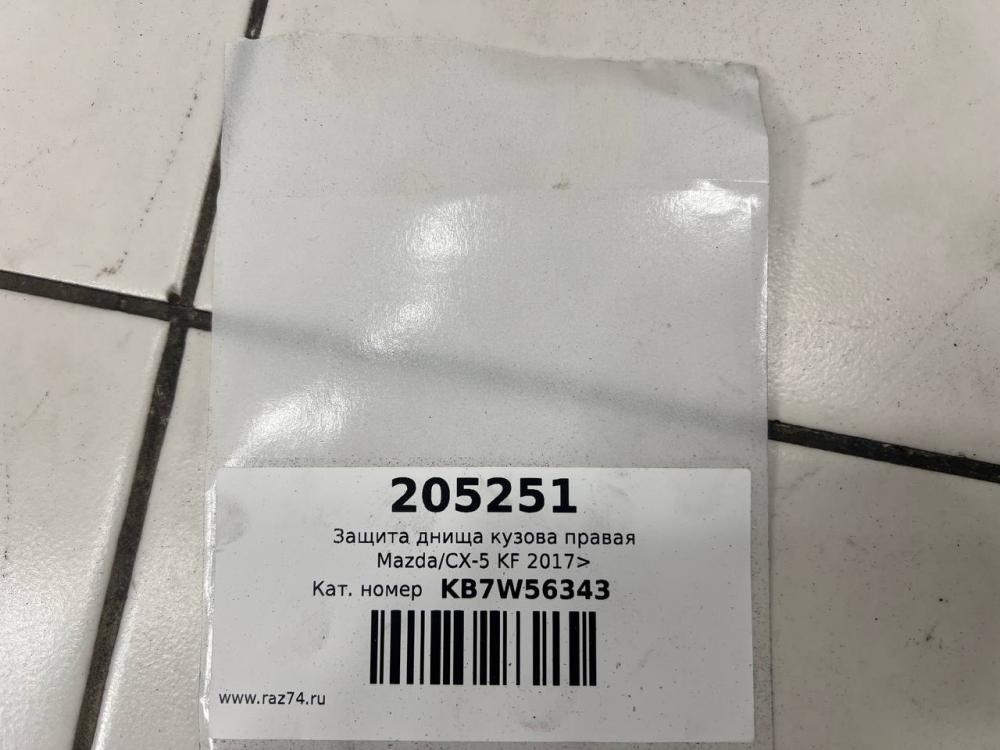 205251
Защита днища кузова правая
Mazda/CX-5 KF 2017>
Кат. номер KB7W56343
www.raz74.ru